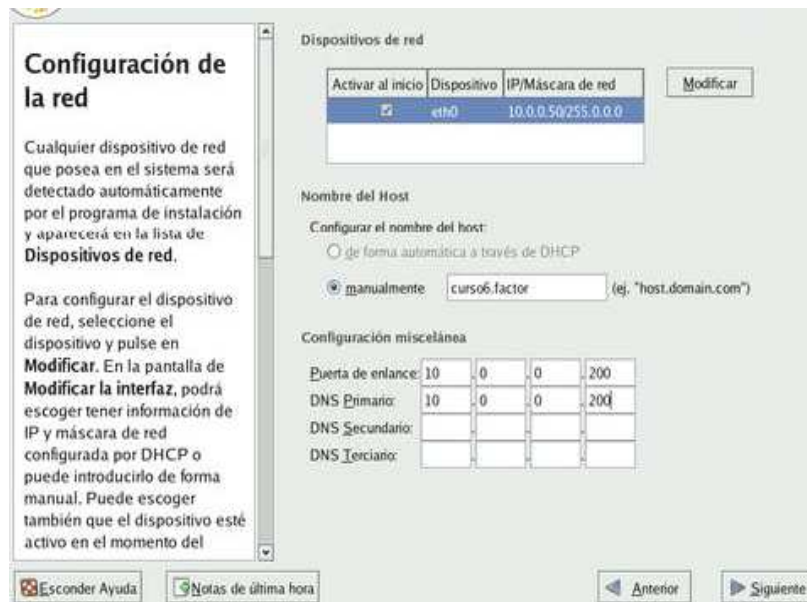 Configuración de
la red
Cualquier dispositivo de red
que posea en el sistema será
detectado automáticamente
por el programa de instalación
y aparecerá en la lista de
Dispositivos de red.
Para configurar el dispositivo
de red, seleccione el
dispositivo y pulse en
Modificar. En la pantalla de
Modificar la interfaz, podrá
escoger tener información de
IP y máscara de red
configurada por DHCP o
puede introducirlo de forma
manual. Puede escoger
también que el dispositivo esté
activo en el momento del
Dispositivos de red
Activar al inicio Dispositivo IP/Máscara de red
eth0 10.0.0.50/255.0.0.0
Modificar
Nombre del Host
Configurar el nombre del host:
de forma automática a través de DHCP
manualmente curso6.factor (ej. "host.domain.com")
Configuración miscelánea
Puerta de enlance: 10 . 0 . 0 . 200
DNS Primario: 10 . 0 . 0 . 200
DNS Secundario: . . .
DNS Terciario: . . .
Esconder Ayuda Notas de última hora Anterior Siguiente